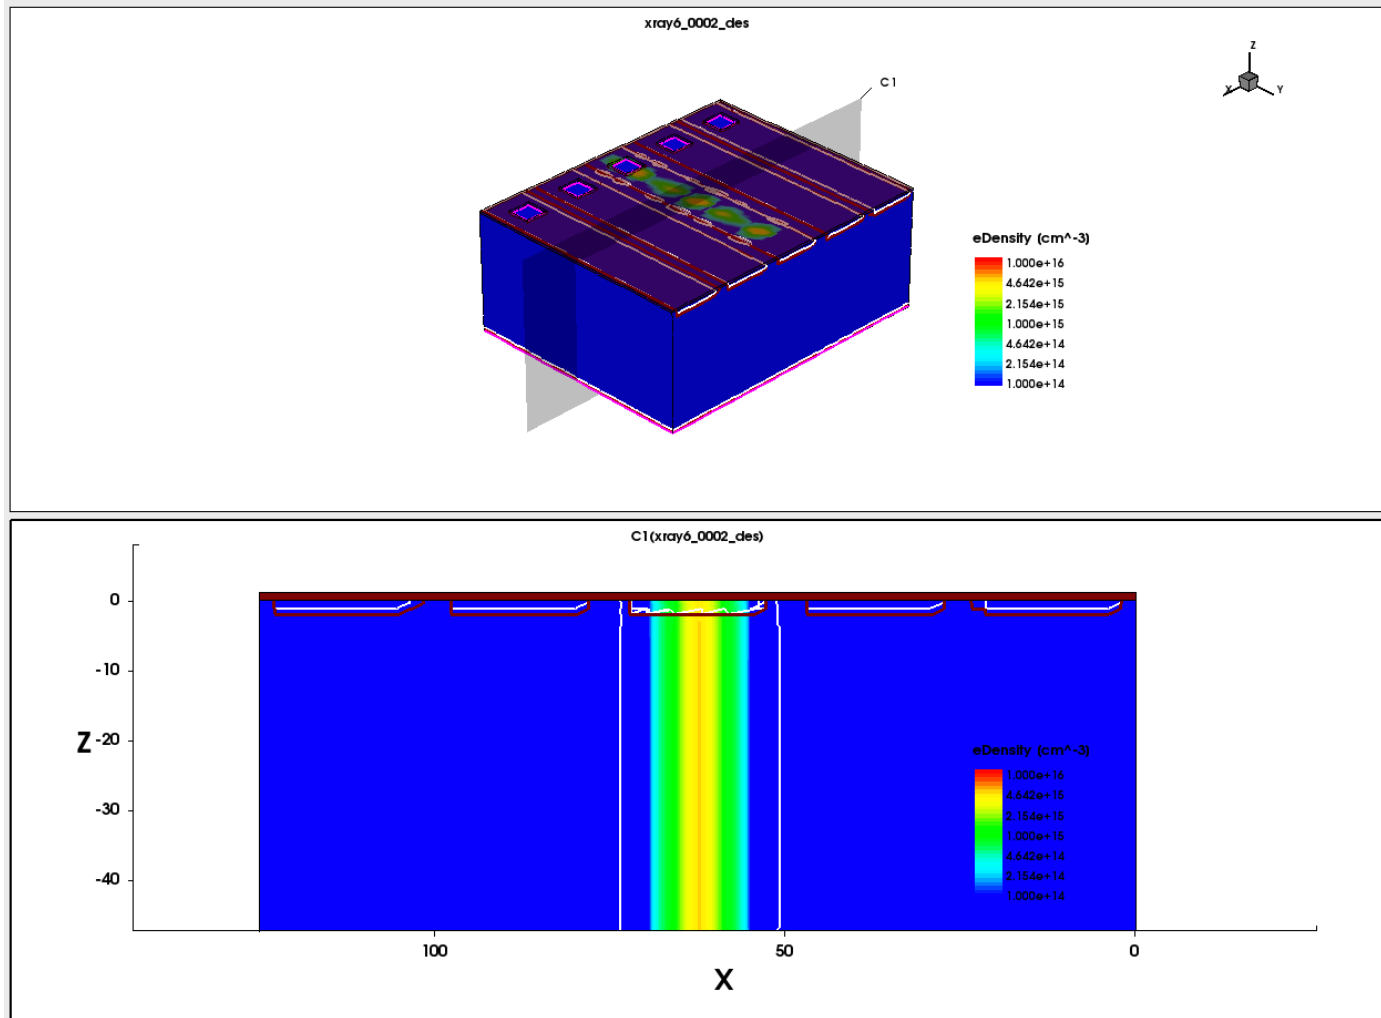 xray6_0002_des
Z
X
Y
C1
eDensity (cm^-3)
1.000e+16
4.642e+15
2.154e+15
1.000e+15
4.642e+14
2.154e+14
1.000e+14
C1(xray6_0002_des)
0
-10
-20
-30
-40
Z
eDensity (cm^-3)
1.000e+16
4.642e+15
2.154e+15
1.000e+15
4.642e+14
2.154e+14
1.000e+14
100
50
0
X